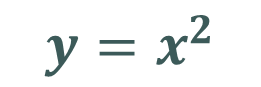 y = x²